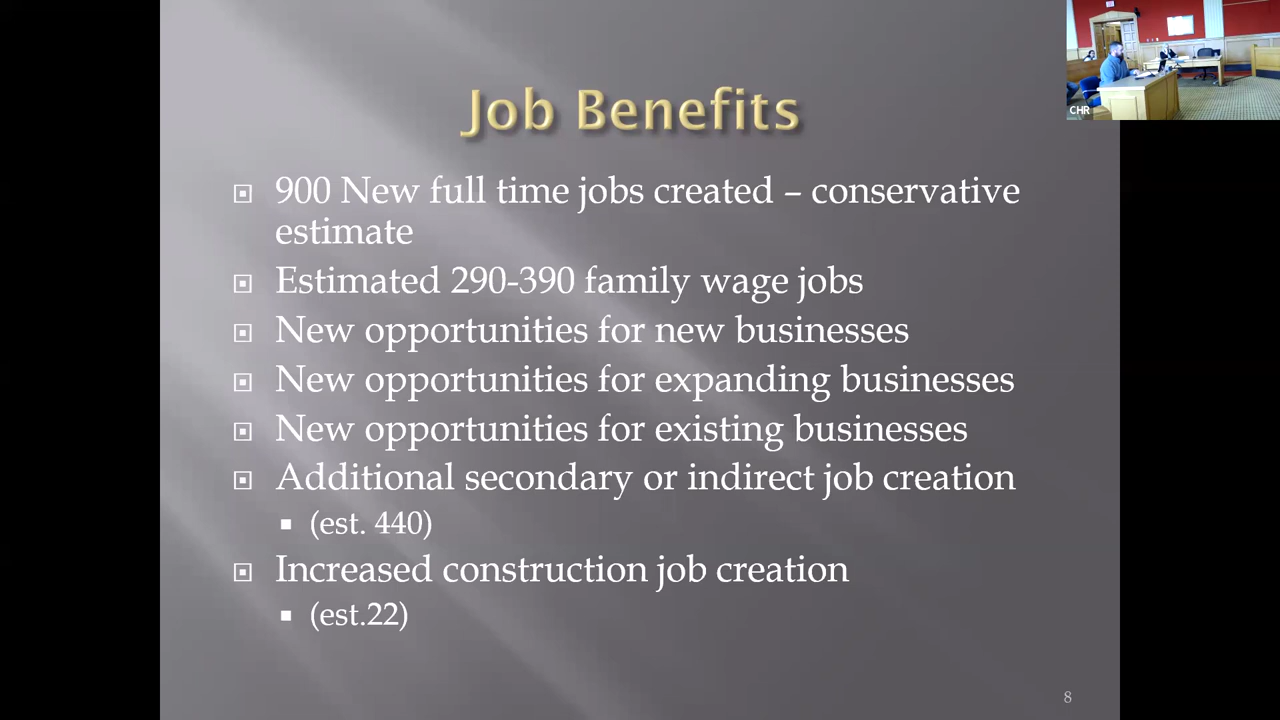 Job Benefits
900 New full time jobs created – conservative
estimate
Estimated 290-390 family wage jobs
New opportunities for new businesses
New opportunities for expanding businesses
New opportunities for existing businesses
Additional secondary or indirect job creation
(est. 440)
Increased construction job creation
(est.22)
8
CHR